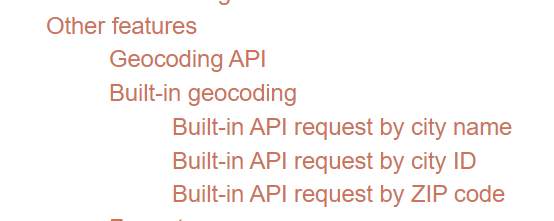 Other features
Geocoding API
Built-in geocoding
Built-in API request by city name
Built-in API request by city ID
Built-in API request by ZIP code